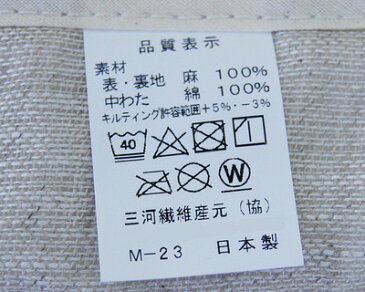 品質表示
素材
表・裏地 麻 100%
中わた 綿 100%
キルティング許容範囲+5%・-3%
40
W
三河繊維産元(協)
M-23 日本製